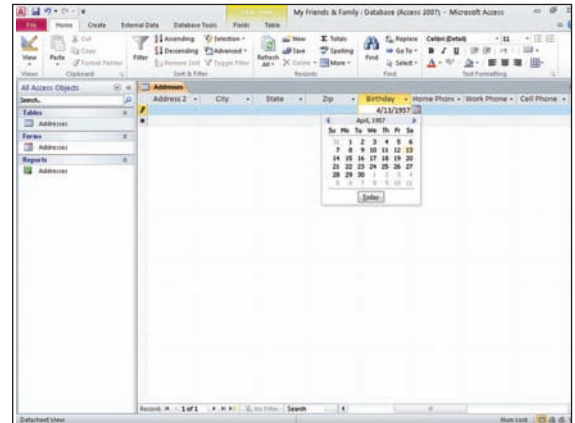 My Friends & Family : Database (Access 2007) - Microsoft Access
File Home Create External Data Database Tools Fields Table
View Paste Cut Copy Format Painter
Filter Ascending Descending Remove Sort Selection Advanced Toggle Filter
Refresh All New Save Delete Totals Spelling More
Find Replace Go To Select
Calibri (Detail) 11
B I U
Views Clipboard Sort & Filter Records Find Text Formatting
All Access Objects
Search..
Tables
Addresses
Forms
Addresses
Reports
Addresses
Addresses
Address 2 City State Zip Birthday Home Phone Work Phone Cell Phone
4/13/1957
April, 1957
Su Mo Tu We Th Fr Sa
31 1 2 3 4 5 6
7 8 9 10 11 12 13
14 15 16 17 18 19 20
21 22 23 24 25 26 27
28 29 30 1 2 3 4
5 6 7 8 9 10 11
Today
Record: 1 of 1 No Filter Search
Datasheet View Num Lock